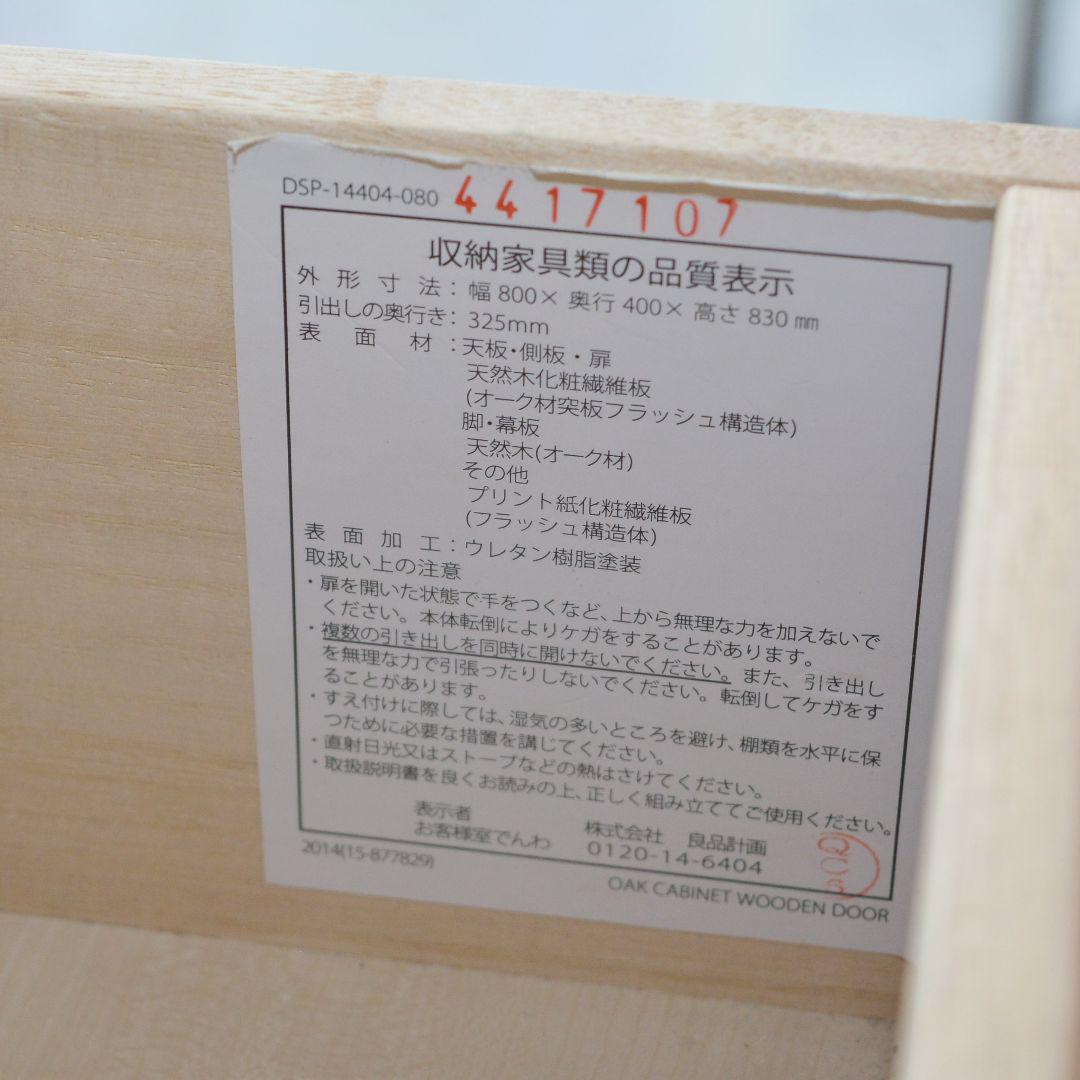 DSP-14404-080 4417107
収納家具類の品質表示
外形寸法：幅 800× 奥行 400× 高さ 830 ㎜
引出しの奥行き：325mm
表面材：天板・側板・扉
天然木化粧繊維板
(オーク材突板フラッシュ構造体)
脚・幕板
天然木(オーク材)
その他
プリント紙化粧繊維板
(フラッシュ構造体)
表面加工：ウレタン樹脂塗装
取扱い上の注意
・扉を開いた状態で手をつくなど、上から無理な力を加えないで
ください。本体転倒によりケガをすることがあります。
・複数の引き出しを同時に開けないでください。また、引き出し
を無理な力で引張ったりしないでください。転倒してケガをす
ることがあります。
・すえ付けに際しては、湿気の多いところを避け、棚類を水平に保
つために必要な措置を講じてください。
・直射日光又はストーブなどの熱はさけてください。
・取扱説明書を良くお読みの上、正しく組み立ててご使用ください。
表示者 株式会社 良品計画
お客様室でんわ 0120-14-6404
2014(15-877829)
OAK CABINET WOODEN DOOR